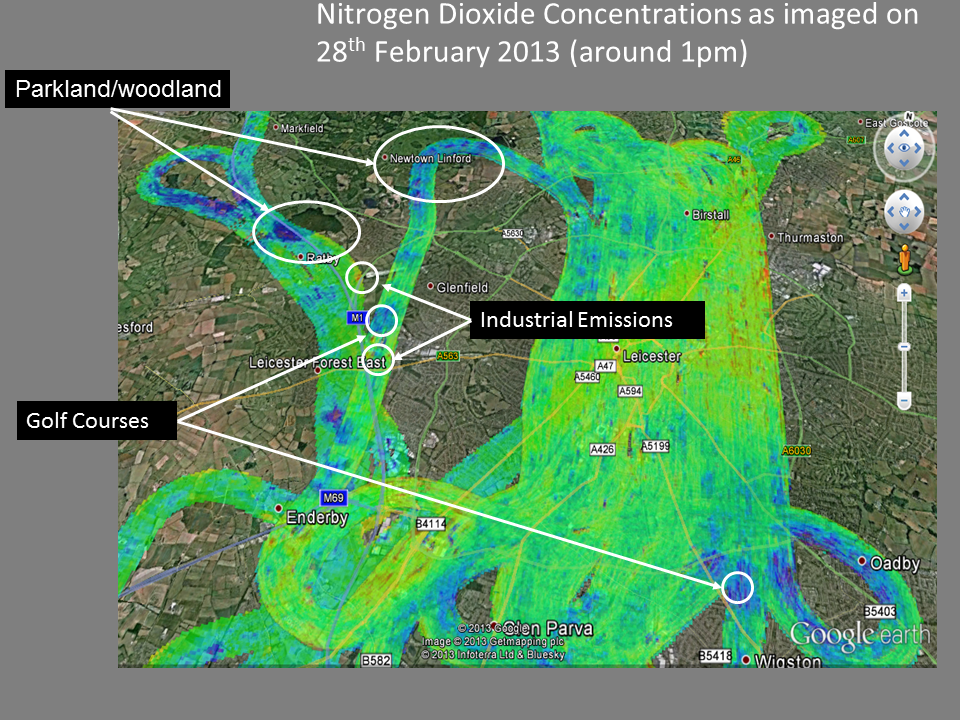 Nitrogen Dioxide Concentrations as imaged on
28th February 2013 (around 1pm)
Parkland/woodland
Markfield
East Goscote
N
Newtown Linford
A46
Birstall
A5630
Thurmaston
Ratby
Glenfield
M1
Industrial Emissions
esford
Leicester Forest East
A563
Leicester
A47
A5460
A594
Golf Courses
A426
A5199
A6030
M69
Enderby
B4114
Oadby
B5403
© 2013 Google
Glen Parva
Image © 2013 Getmapping plc
© 2013 Infoterra Ltd & Bluesky
Google earth
B582
B5418
Wigston